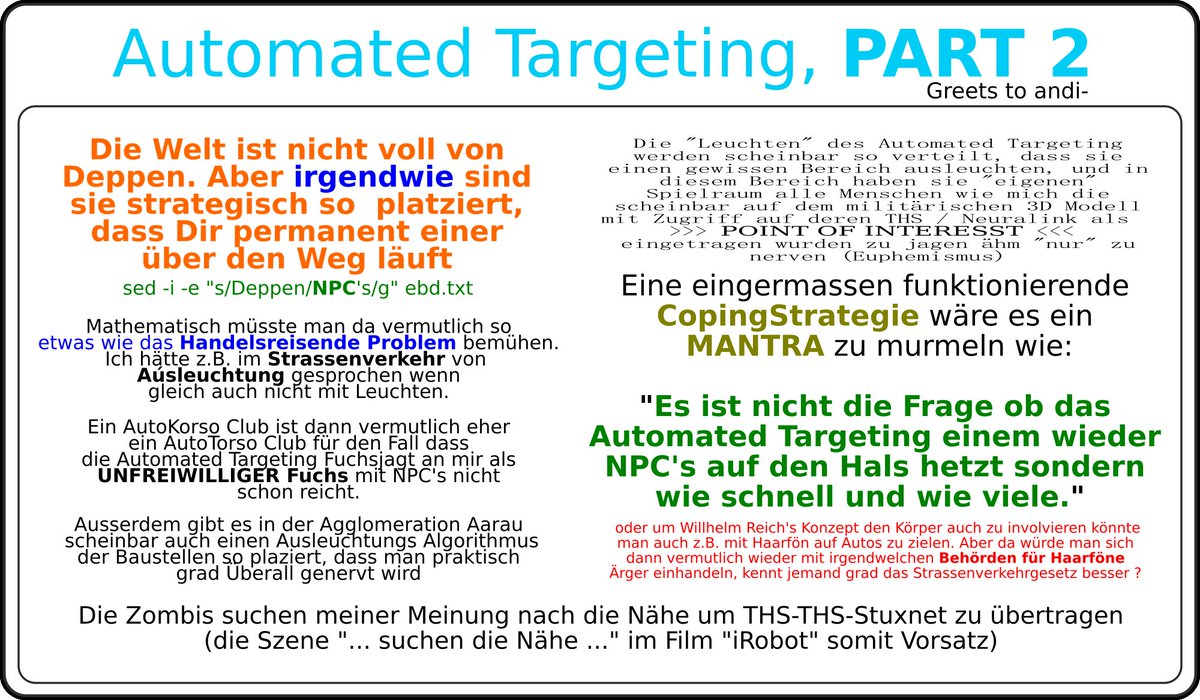 Automated Targeting, PART 2
Greets to andi-
Die Welt ist nicht voll von
Deppen. Aber irgendwie sind
sie strategisch so platziert,
dass Dir permanent einer
über den Weg läuft
sed -i -e "s/Deppen/NPC's/g" ebd.txt
Mathematisch müsste man da vermutlich so
etwas wie das Handelsreisende Problem bemühen.
Ich hätte z.B. im Strassenverkehr von
Ausleuchtung gesprochen wenn
gleich auch nicht mit Leuchten.
Ein AutoKorso Club ist dann vermutlich eher
ein AutoTorso Club für den Fall dass
die Automated Targeting Fuchsjagt an mir als
UNFREIWILLIGER Fuchs mit NPC's nicht
schon reicht.
Ausserdem gibt es in der Agglomeration Aarau
scheinbar auch einen Ausleuchtungs Algorithmus
der Baustellen so plaziert, dass man praktisch
grad Überall genervt wird
Die "Leuchten" des Automated Targeting
werden scheinbar so verteilt, dass sie
einen gewissen Bereich ausleuchten, und in
diesem Bereich haben sie "eigenen"
Spielraum alle Menschen wie mich die
scheinbar auf dem militärischen 3D Modell
mit Zugriff auf deren THS / Neuralink als
>>> POINT OF INTERESST <<<
eingetragen wurden zu jagen ähm "nur" zu
nerven (Euphemismus)
Eine eingermassen funktionierende
CopingStrategie wäre es ein
MANTRA zu murmeln wie:
"Es ist nicht die Frage ob das
Automated Targeting einem wieder
NPC's auf den Hals hetzt sondern
wie schnell und wie viele."
oder um Willhelm Reich's Konzept den Körper auch zu involvieren könnte
man auch z.B. mit Haarfön auf Autos zu zielen. Aber da würde man sich
dann vermutlich wieder mit irgendwelchen Behörden für Haarföne
Ärger einhandeln, kennt jemand grad das Strassenverkehrgesetz besser ?
Die Zombis suchen meiner Meinung nach die Nähe um THS-THS-Stuxnet zu übertragen
(die Szene "... suchen die Nähe ..." im Film "iRobot" somit Vorsatz)